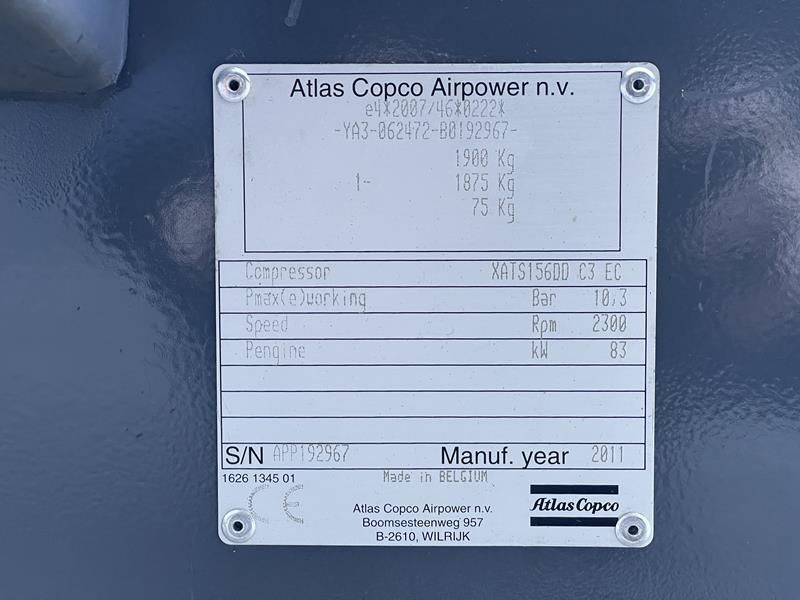 Atlas Copco Airpower n.v.
e4*2007/46*0222*
-YA3-062472-B0192967-
1900 Kg
1- 1875 Kg
75 Kg
Compressor XATS156DD C3 EC
Pmax(e)working Bar 10,3
Speed Rpm 2300
Pengine kW 83
S/N APP192967 Manuf. year 2011
1626 1345 01 Made in BELGIUM
CE
Atlas Copco Airpower n.v.
Boomsesteenweg 957
B-2610, WILRIJK
Atlas Copco